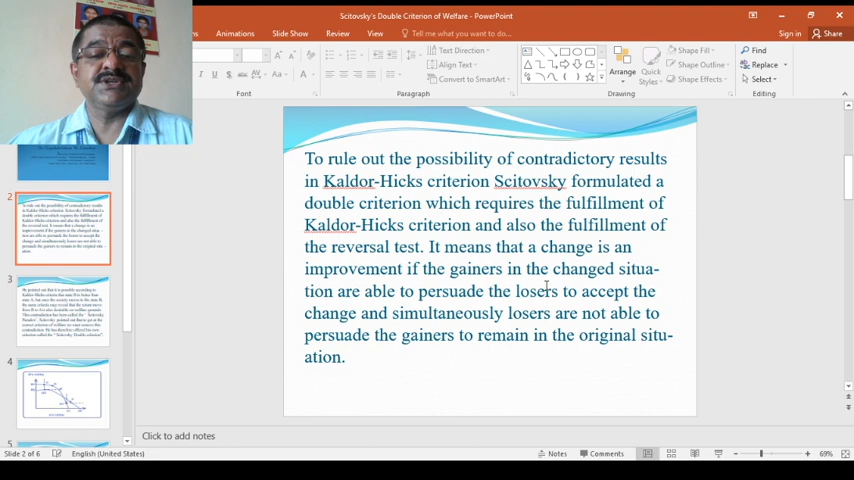 Scitovsky's Double Criterion of Welfare - PowerPoint
Sign in
Share
Animations
Slide Show
Review
View
Tell me what you want to do...
Text Direction
Align Text
Convert to SmartArt
Arrange
Quick
Styles
Shape Fill
Shape Outline
Shape Effects
Find
Replace
Select
Font
Paragraph
Drawing
Editing
To rule out the possibility of contradictory results
in Kaldor-Hicks criterion Scitovsky formulated a
double criterion which requires the fulfillment of
Kaldor-Hicks criterion and also the fulfillment of
the reversal test. It means that a change is an
improvement if the gainers in the changed situa-
tion are able to persuade the losers to accept the
change and simultaneously losers are not able to
persuade the gainers to remain in the original situ-
ation.
2
3
4
5
Click to add notes
Slide 2 of 6
English (United States)
Notes
Comments
69%